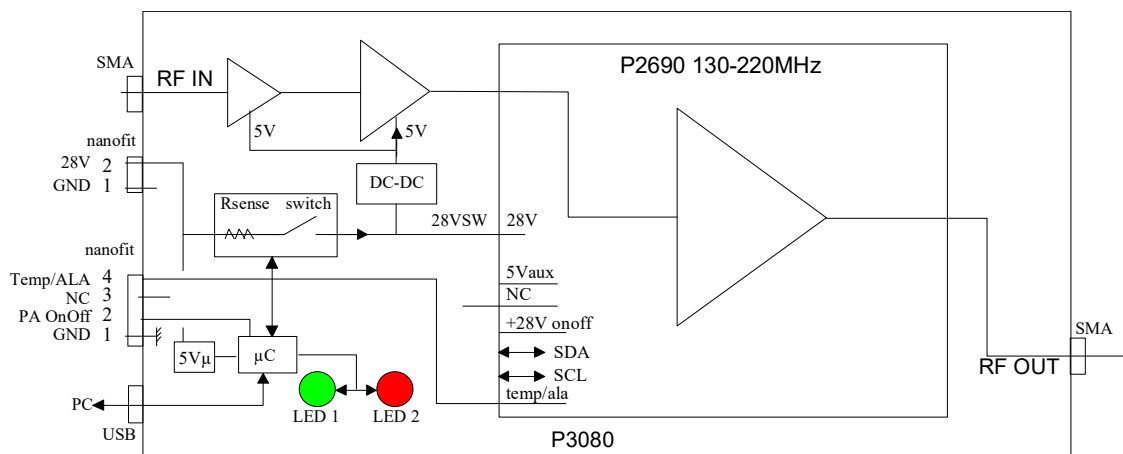 P2690 130-220MHz
SMA
RF IN
5V
5V
nanofit
28V 2
GND 1
DC-DC
Rsense switch
28VSW
28V
nanofit
Temp/ALA 4
NC 3
PA OnOff 2
GND 1
5Vµ
µC
5Vaux
NC
+28V onoff
SDA
SCL
temp/ala
SMA
RF OUT
PC
USB
LED 1
LED 2
P3080